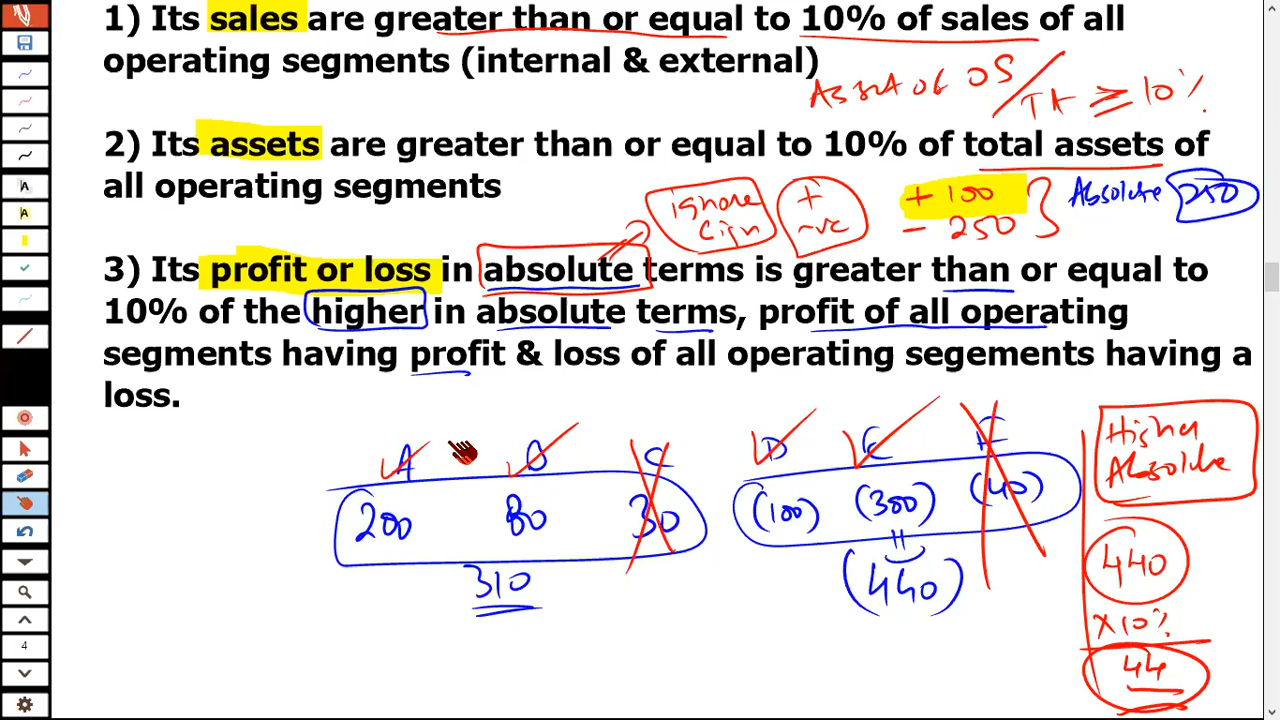 1) Its sales are greater than or equal to 10% of sales of all
operating segments (internal & external)
Asset of OS / TA ≥ 10%
2) Its assets are greater than or equal to 10% of total assets of
all operating segments
ignore sign
+ -ve
+ 100
- 250
Absolute 250
3) Its profit or loss in absolute terms is greater than or equal to
10% of the higher in absolute terms, profit of all operating
segments having profit & loss of all operating segements having a
loss.
A B C D E F
200 80 30 (100) (300) (40)
310 (440)
Higher
Absolute
440
×10%
44
4